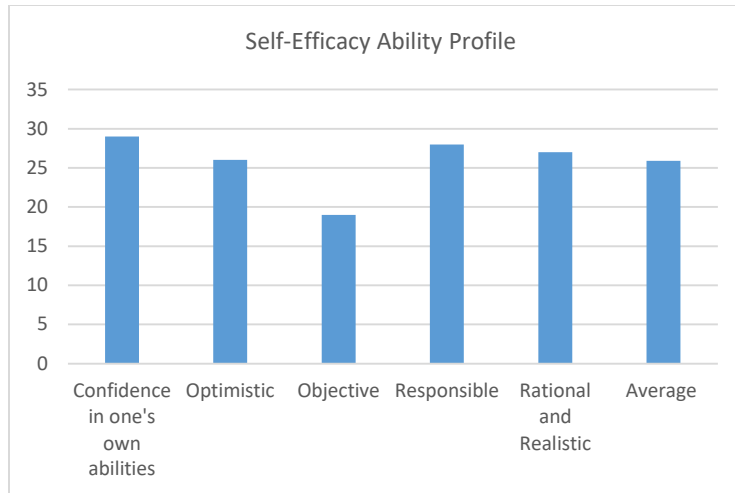 Self-Efficacy Ability Profile
35
30
25
20
15
10
5
0
Confidence
in one's
own
abilities
Optimistic
Objective
Responsible
Rational
and
Realistic
Average